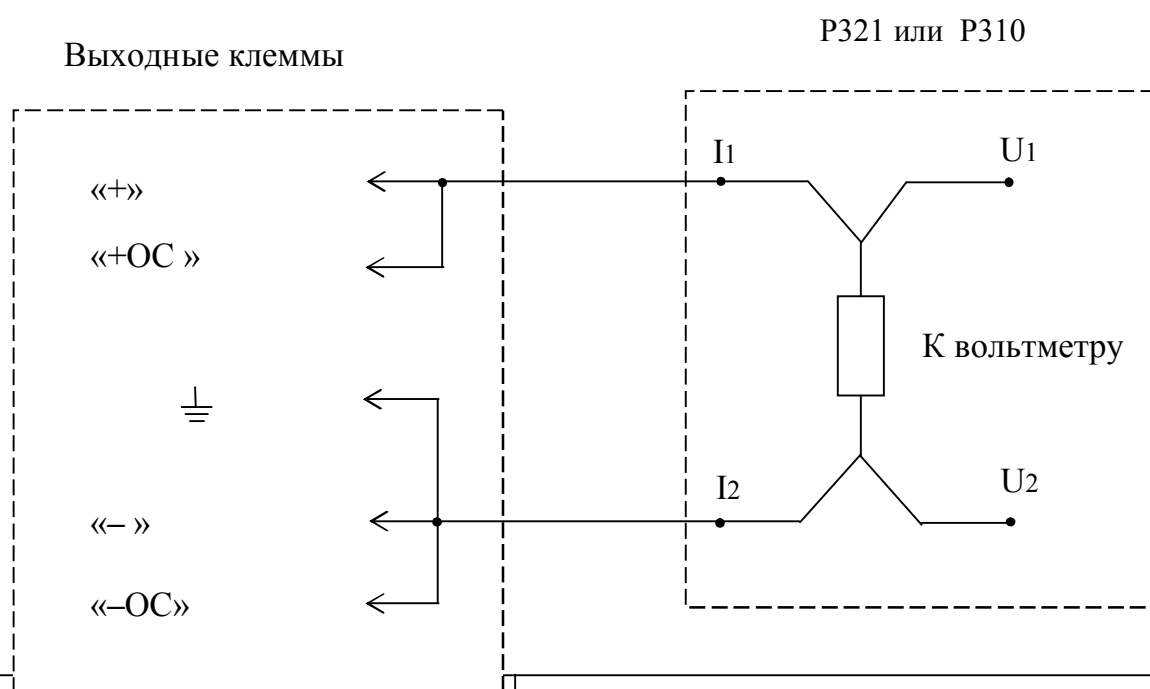 Р321 или Р310
Выходные клеммы
I1
U1
«+»
«+ОС »
К вольтметру
I2
U2
«– »
«–ОС»